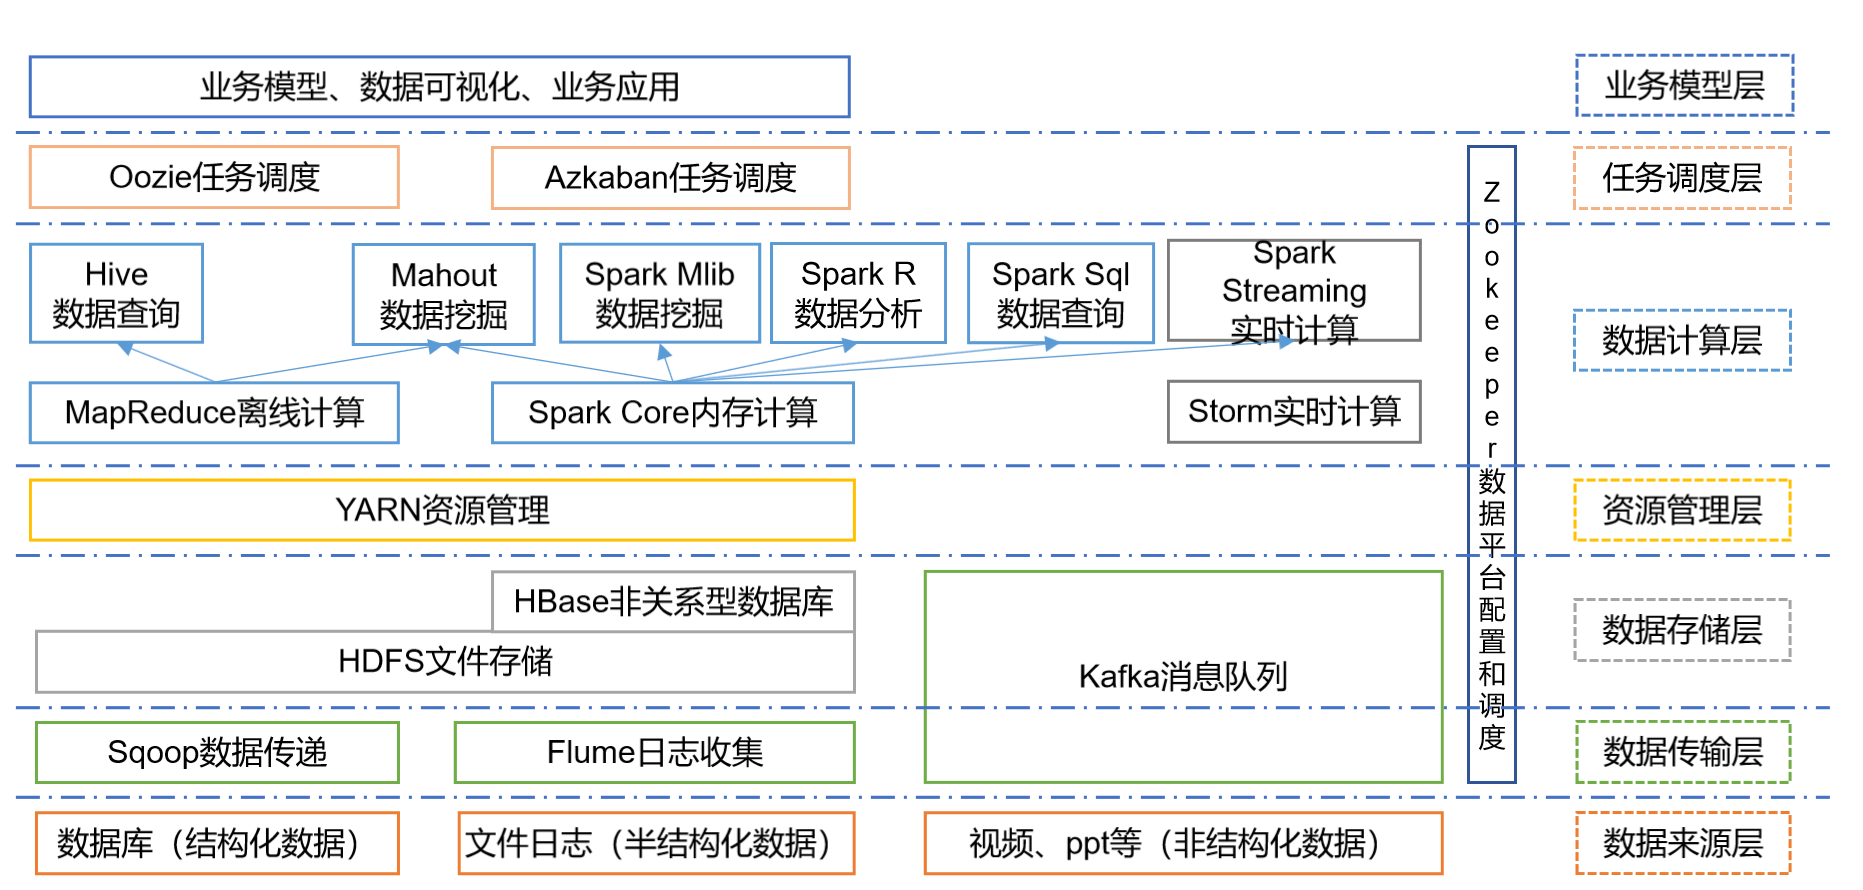 业务模型、数据可视化、业务应用
业务模型层
Oozie任务调度
Azkaban任务调度
任务调度层
Hive
数据查询
Mahout
数据挖掘
Spark Mlib
数据挖掘
Spark R
数据分析
Spark Sql
数据查询
Spark
Streaming
实时计算
数据计算层
MapReduce离线计算
Spark Core内存计算
Storm实时计算
Zookeeper数据平台配置和调度
YARN资源管理
资源管理层
HBase非关系型数据库
HDFS文件存储
Kafka消息队列
数据存储层
Sqoop数据传递
Flume日志收集
数据传输层
数据库（结构化数据）
文件日志（半结构化数据）
视频、ppt等（非结构化数据）
数据来源层